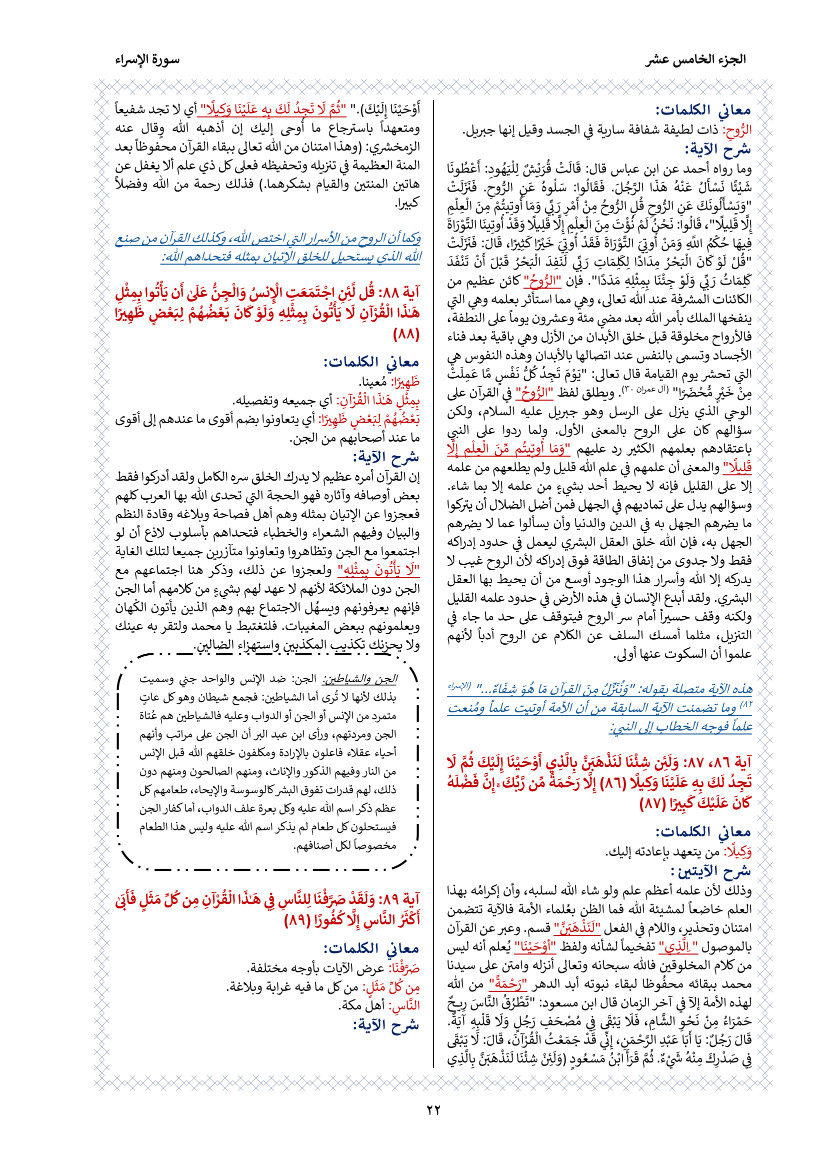 الجزء الخامس عشر
سورة الإسراء
معاني الكلمات:
الرُّوحِ: ذات لطيفة شفافة سارية في الجسد وقيل إنها جبريل.
شرح الآية:
وما رواه أحمد عن ابن عباس قال: قَالَتْ قُرَيْشٌ لِلْيَهُودِ: أَعْطُونَا
شَيْئًا نَسْأَلُ عَنْهُ هَذَا الرَّجُلَ. فَقَالُوا: سَلُوهُ عَنِ الرُّوحِ. فَنَزَلَتْ
"وَيَسْأَلُونَكَ عَنِ الرُّوحِ قُلِ الرُّوحُ مِنْ أَمْرِ رَبِّي وَمَا أُوتِيتُمْ مِنَ الْعِلْمِ
إِلَّا قَلِيلًا"، قَالُوا: نَحْنُ لَمْ نُؤْتَ مِنَ الْعِلْمِ إِلَّا قَلِيلًا وَقَدْ أُوتِينَا التَّوْرَاةَ
فِيهَا حُكْمُ اللَّهِ وَمَنْ أُوتِيَ التَّوْرَاةَ فَقَدْ أُوتِيَ خَيْرًا كَثِيرًا، قَالَ: فَنَزَلَتْ
"قُلْ لَوْ كَانَ الْبَحْرُ مِدَادًا لِكَلِمَاتِ رَبِّي لَنَفِدَ الْبَحْرُ قَبْلَ أَنْ تَنْفَدَ
كَلِمَاتُ رَبِّي وَلَوْ جِئْنَا بِمِثْلِهِ مَدَدًا". فإن "الرُّوحُ" كائن عظيم من
الكائنات المشرفة عند الله تعالى، وهي مما استأثر بعلمه وهي التي
ينفخها الملك بأمر الله بعد مضي مئة وعشرون يوماً على النطفة،
فالأرواح مخلوقة قبل خلق الأبدان من الأزل وهي باقية بعد فناء
الأجساد وتسمى بالنفس عند اتصالها بالأبدان وهذه النفوس هي
التي تحشر يوم القيامة قال تعالى: "يَوْمَ تَجِدُ كُلُّ نَفْسٍ مَّا عَمِلَتْ
مِنْ خَيْرٍ مُّحْضَرًا" (آل عمران ٣٠). ويطلق لفظ "الرُّوحُ" في القرآن على
الوحي الذي ينزل على الرسل وهو جبريل عليه السلام، ولكن
سؤالهم كان على الروح بالمعنى الأول. ولما ردوا على النبي
باعتقادهم بعلمهم الكثير رد عليهم "وَمَا أُوتِيتُم مِّنَ الْعِلْمِ إِلَّا
قَلِيلًا" والمعنى أن علمهم في علم الله قليل ولم يطلعهم من علمه
إلا على القليل فإنه لا يحيط أحد بشيءٍ من علمه إلا بما شاء.
وسؤالهم يدل على تماديهم في الجهل فمن أضل الضلال أن يتركوا
ما يضرهم الجهل به في الدين والدنيا وأن يسألوا عما لا يضرهم
الجهل به، فإن الله خلق العقل البشري ليعمل في حدود إدراكه
فقط ولا جدوى من إنفاق الطاقة فوق إدراكه لأن الروح غيب لا
يدركه إلا الله وأسرار هذا الوجود أوسع من أن يحيط بها العقل
البشري. ولقد أبدع الإنسان في هذه الأرض في حدود علمه القليل
ولكنه وقف حسيراً أمام سر الروح فيتوقف على حد ما جاء في
التنزيل، مثلما أمسك السلف عن الكلام عن الروح أدباً لأنهم
علموا أن السكوت عنها أولى.
هذه الآية متصلة بقوله: "وَنُنَزِّلُ مِنَ القرآن مَا هُوَ شِفَاءٌ..." (الإسراء
٨٢) وما تضمنت الآية السابقة من أن الأمة أوتيت علماً ومُنعت
علماً فوجه الخطاب إلى النبي:
آية ٨٦، ٨٧: وَلَئِن شِئْنَا لَنَذْهَبَنَّ بِالَّذِي أَوْحَيْنَا إِلَيْكَ ثُمَّ لَا
تَجِدُ لَكَ بِهِ عَلَيْنَا وَكِيلًا (٨٦) إِلَّا رَحْمَةً مِّن رَّبِّكَ ۚ إِنَّ فَضْلَهُ
كَانَ عَلَيْكَ كَبِيرًا (٨٧)
معاني الكلمات:
وَكِيلًا: من يتعهد بإعادته إليك.
شرح الآيتين:
وذلك لأن علمه أعظم علم ولو شاء الله لسلبه، وأن إكرامُه بهذا
العلم خاضعاً لمشيئة الله فما الظن بعُلماء الأمة فالآية تتضمن
امتنان وتحذير، واللام في الفعل "لَنَذْهَبَنَّ" قسم. وعبر عن القرآن
بالموصول "الَّذِي" تفخيماً لشأنه ولفظ "أَوْحَيْنَا" يُعلم أنه ليس
من كلام المخلوقين فالله سبحانه وتعالى أنزله وامتن على سيدنا
محمد ببقائه محفُوظا لبقاء نبوته أبد الدهر "رَحْمَةً" من الله
لهذه الأمة إلآ في آخر الزمان قال ابن مسعود: "تَطْرُقُ النَّاسَ رِيحٌ
حَمْرَاءُ مِنْ نَحْوِ الشَّامِ، فَلَا يَبْقَى فِي مُصْحَفِ رَجُلٍ وَلَا قَلْبِهِ آيَةٌ.
قَالَ رَجُلٌ: يَا أَبَا عَبْدِ الرَّحْمَنِ، إِنِّي قَدْ جَمَعْتُ الْقُرْآنَ، قَالَ: لَا يَبْقَى
فِي صَدْرِكَ مِنْهُ شَيْءٌ. ثُمَّ قَرَأَ ابْنُ مَسْعُودٍ (وَلَئِنْ شِئْنَا لَنَذْهَبَنَّ بِالَّذِي
أَوْحَيْنَا إِلَيْكَ)." "ثُمَّ لَا تَجِدُ لَكَ بِهِ عَلَيْنَا وَكِيلًا" أي لا تجد شفيعاً
ومتعهداً باسترجاع ما أُوحى إليك إن أذهبه الله وقال عنه
الزمخشري: (وهذا امتنان من الله تعالى ببقاء القرآن محفوظاً بعد
المنة العظيمة في تنزيله وتحفيظه فعلى كل ذي علم ألا يغفل عن
هاتين المنتين والقيام بشكرهما.) فذلك رحمة من الله وفضلاً
كبيرا.
وكما أن الروح من الأسرار التي اختص الله، وكذلك القرآن من صنع
الله الذي يستحيل للخلق الإتيان بمثله فتحداهم الله:
آية ٨٨: قُل لَّئِنِ اجْتَمَعَتِ الْإِنسُ وَالْجِنُّ عَلَىٰ أَن يَأْتُوا بِمِثْلِ
هَـٰذَا الْقُرْآنِ لَا يَأْتُونَ بِمِثْلِهِ وَلَوْ كَانَ بَعْضُهُمْ لِبَعْضٍ ظَهِيرًا
(٨٨)
معاني الكلمات:
ظَهِيرًا: مُعينا.
بِمِثْلِ هَـٰذَا الْقُرْآنِ: أي جميعه وتفصيله.
بَعْضُهُمْ لِبَعْضٍ ظَهِيرًا: أي يتعاونوا بضم أقوى ما عندهم إلى أقوى
ما عند أصحابهم من الجن.
شرح الآية:
إن القرآن أمره عظيم لا يدرك الخلق سره الكامل ولقد أدركوا فقط
بعض أوصافه وآثاره فهو الحجة التي تحدى الله بها العرب كلهم
فعجزوا عن الإتيان بمثله وهم أهل فصاحة وبلاغه وقادة النظم
والبيان وفيهم الشعراء والخطباء فتحداهم بأسلوب لاذع أن لو
اجتمعوا مع الجن وتظاهروا وتعاونوا متآزرين جميعا لتلك الغاية
"لَا يَأْتُونَ بِمِثْلِهِ" ولعجزوا عن ذلك، وذكر هنا اجتماعهم مع
الجن دون الملائكة لأنهم لا عهد لهم بشيءٍ من كلامهم أما الجن
فإنهم يعرفونهم ويسهُل الاجتماع بهم وهم الذين يأتون الكُهان
ويعلمونهم ببعض المغيبات. فلتغتبط يا محمد ولتقر به عينك
ولا يحزنك تكذيب المكذبين واستهزاء الضالين.
الجن والشياطين: الجن: ضد الإنس والواحد جني وسميت
بذلك لأنها لا تُرى أما الشياطين: فجمع شيطان وهو كل عاتٍ
متمرد من الإنس أو الجن أو الدواب وعليه فالشياطين هم عُتاة
الجن ومردتهم، ورأى ابن عبد البر أن الجن على مراتب وأنهم
أحياء عقلاء فاعلون بالإرادة ومكلفون خلقهم الله قبل الإنس
من النار وفيهم الذكور والإناث، ومنهم الصالحون ومنهم دون
ذلك، لهم قدرات تفوق البشر كالوسوسة والإيحاء، طعامهم كل
عظم ذكر اسم الله عليه وكل بعرة علف الدواب، أما كفار الجن
فيستحلون كل طعام لم يذكر اسم الله عليه وليس هذا الطعام
مخصوصاً لكل أصنافهم.
آية ٨٩: وَلَقَدْ صَرَّفْنَا لِلنَّاسِ فِي هَـٰذَا الْقُرْآنِ مِن كُلِّ مَثَلٍ فَأَبَىٰ
أَكْثَرُ النَّاسِ إِلَّا كُفُورًا (٨٩)
معاني الكلمات:
صَرَّفْنَا: عرض الآيات بأوجه مختلفة.
مِن كُلِّ مَثَلٍ: من كل ما فيه غرابة وبلاغة.
النَّاسِ: أهل مكة.
شرح الآية:
٢٢